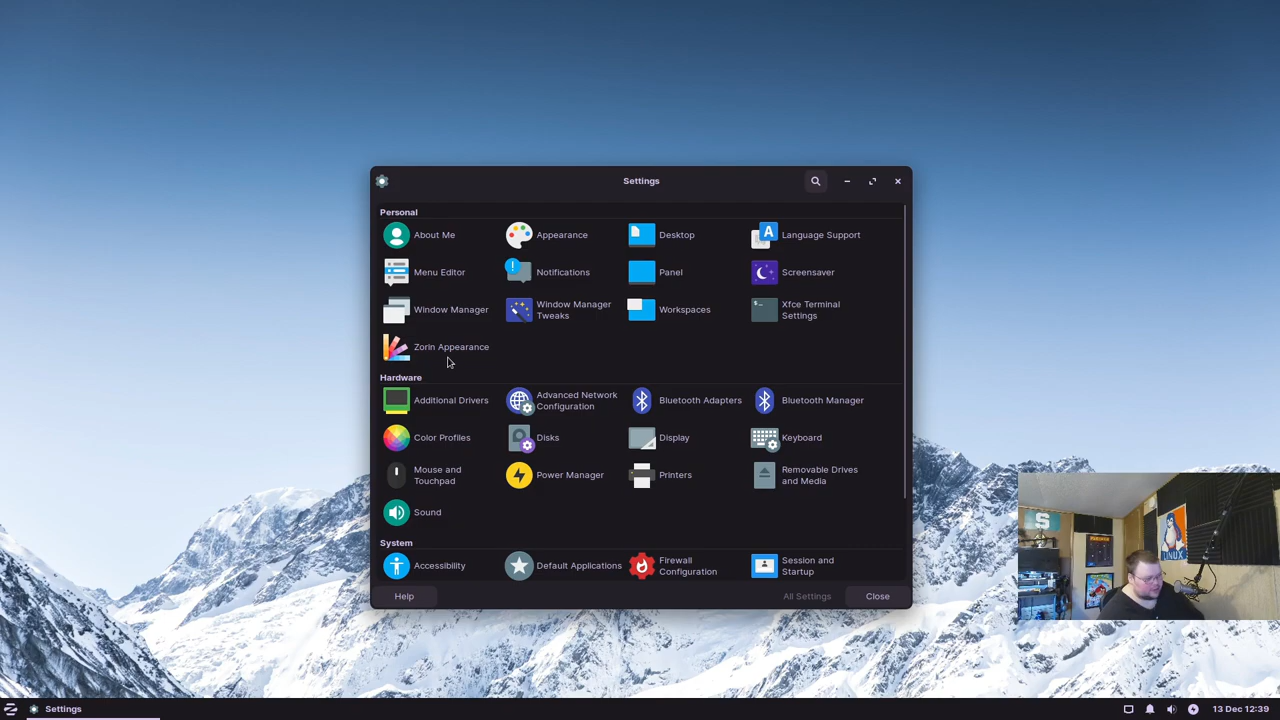 Settings
Personal
About Me
Appearance
Desktop
Language Support
Menu Editor
Notifications
Panel
Screensaver
Window Manager
Window Manager
Tweaks
Workspaces
Xfce Terminal
Settings
Zorin Appearance
Hardware
Additional Drivers
Advanced Network
Configuration
Bluetooth Adapters
Bluetooth Manager
Color Profiles
Disks
Display
Keyboard
Mouse and
Touchpad
Power Manager
Printers
Removable Drives
and Media
Sound
System
Accessibility
Default Applications
Firewall
Configuration
Session and
Startup
Help
All Settings
Close
LINUX
Settings
13 Dec 12:39